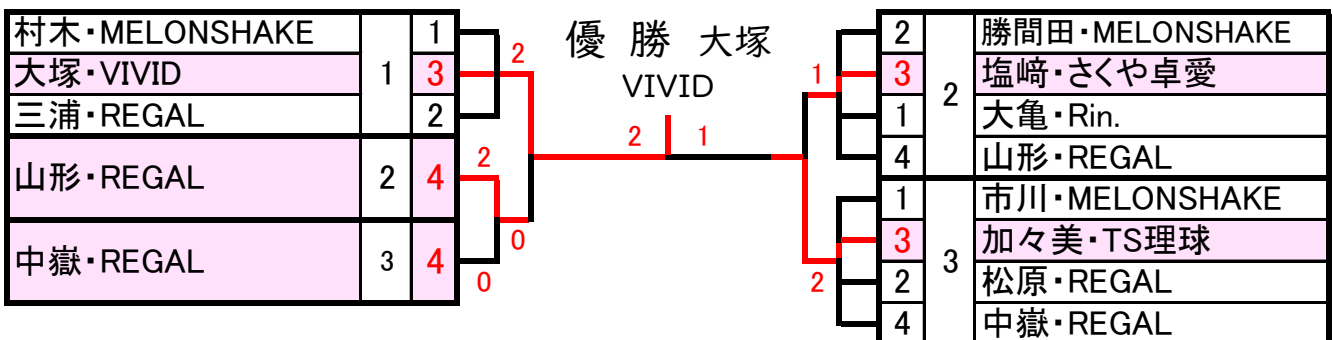 村木・MELONSHAKE 1 1
大塚・VIVID 3
三浦・REGAL 2
山形・REGAL 2 4
中嶽・REGAL 3 4
2
2
0
0
優 勝 大塚
VIVID
2 1
1
2
2 2 勝間田・MELONSHAKE
3 塩﨑・さくや卓愛
1 大亀・Rin.
4 山形・REGAL
1 3 市川・MELONSHAKE
3 加々美・TS理球
2 松原・REGAL
4 中嶽・REGAL